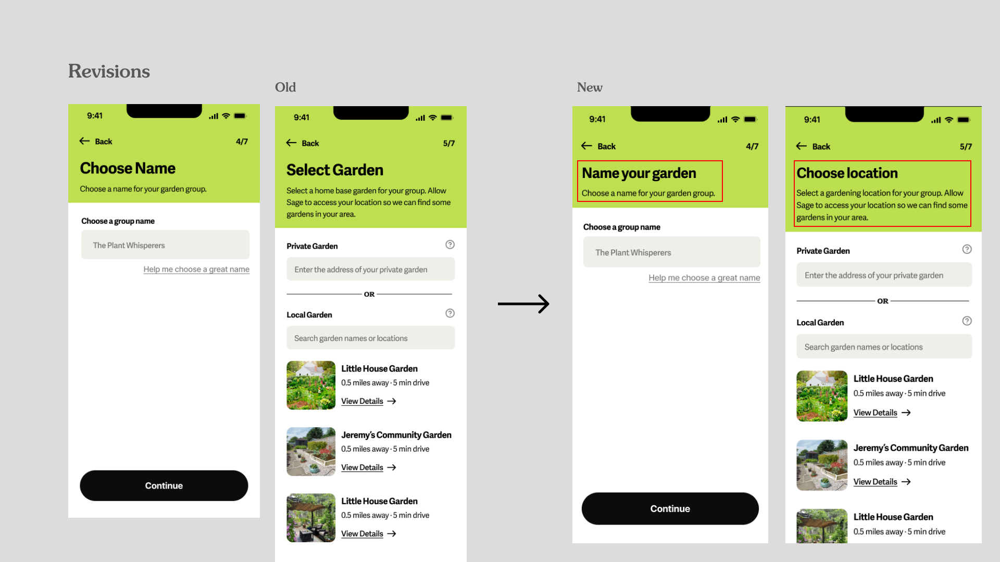 Revisions
Old
New
9:41
Back
4/7
Choose Name
Choose a name for your garden group.
Choose a group name
The Plant Whisperers
Help me choose a great name
Continue
9:41
Back
5/7
Select Garden
Select a home base garden for your group. Allow
Sage to access your location so we can find some
gardens in your area.
Private Garden
?
Enter the address of your private garden
OR
Local Garden
?
Search garden names or locations
Little House Garden
0.5 miles away · 5 min drive
View Details
Jeremy's Community Garden
0.5 miles away · 5 min drive
View Details
Little House Garden
0.5 miles away · 5 min drive
View Details
9:41
Back
4/7
Name your garden
Choose a name for your garden group.
Choose a group name
The Plant Whisperers
Help me choose a great name
Continue
9:41
Back
5/7
Choose location
Select a gardening location for your group. Allow
Sage to access your location so we can find some
gardens in your area.
Private Garden
?
Enter the address of your private garden
OR
Local Garden
?
Search garden names or locations
Little House Garden
0.5 miles away · 5 min drive
View Details
Jeremy's Community Garden
0.5 miles away · 5 min drive
View Details
Little House Garden
0.5 miles away · 5 min drive